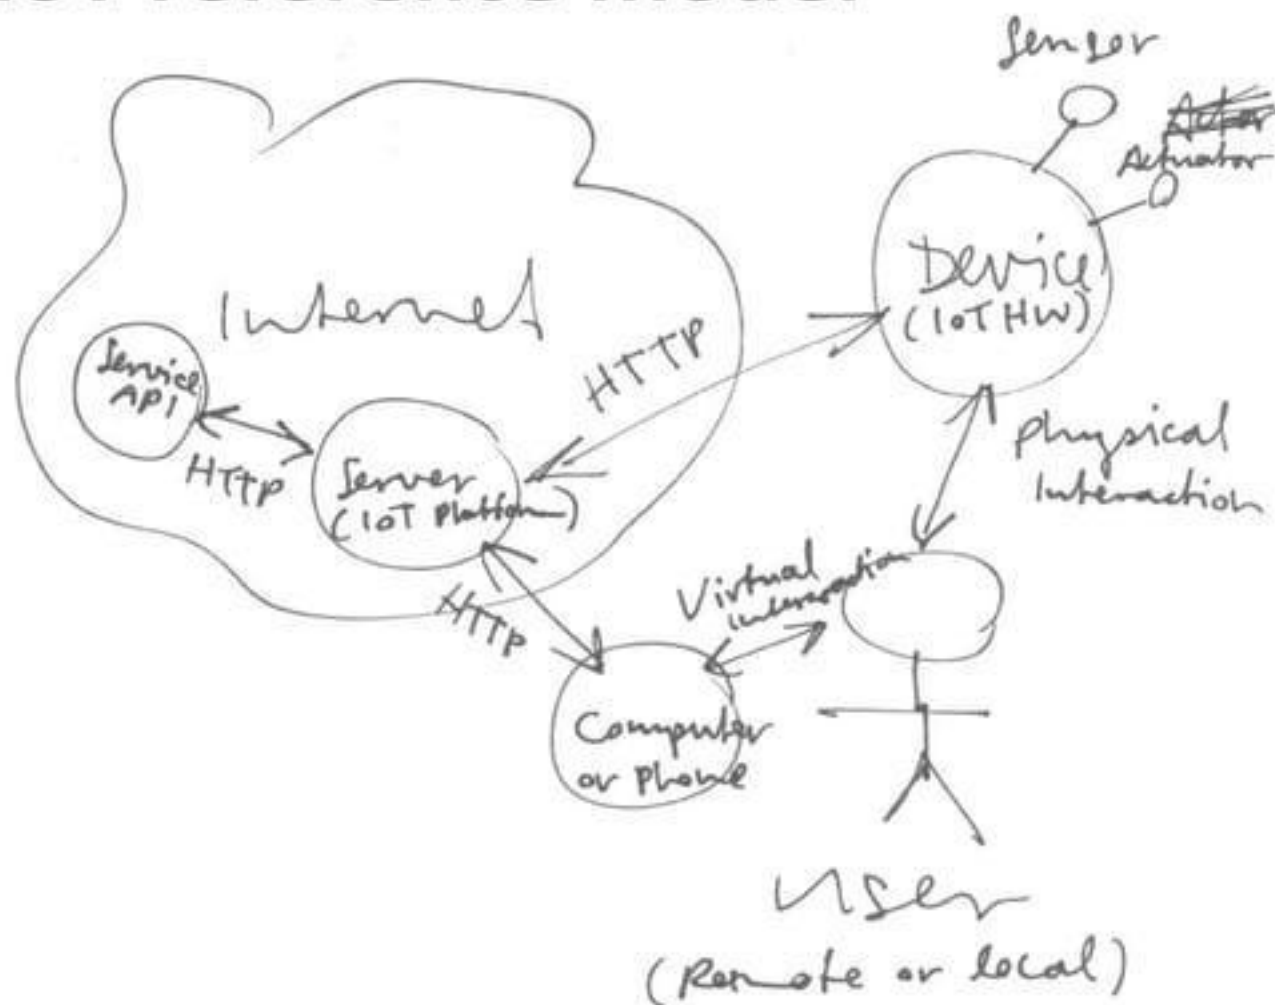 Sensor
Actuator
Internet
Device
(IoT HW)
HTTP
Service
API
HTTP
Server
(IoT Platform)
Physical
Interaction
Virtual
interaction
HTTP
Computer
or Phone
User
(Remote or local)